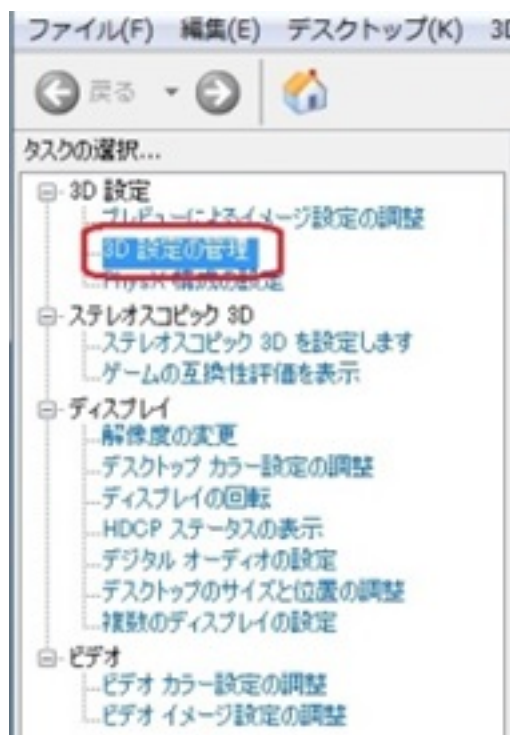 ファイル(F) 編集(E) デスクトップ(K) 3D
戻る
タスクの選択...
3D 設定
プレビューによるイメージ設定の調整
3D 設定の管理
PhysX 構成の設定
ステレオスコピック 3D
ステレオスコピック 3D を設定します
ゲームの互換性評価を表示
ディスプレイ
解像度の変更
デスクトップ カラー設定の調整
ディスプレイの回転
HDCP ステータスの表示
デジタル オーディオの設定
デスクトップのサイズと位置の調整
複数のディスプレイの設定
ビデオ
ビデオ カラー設定の調整
ビデオ イメージ設定の調整